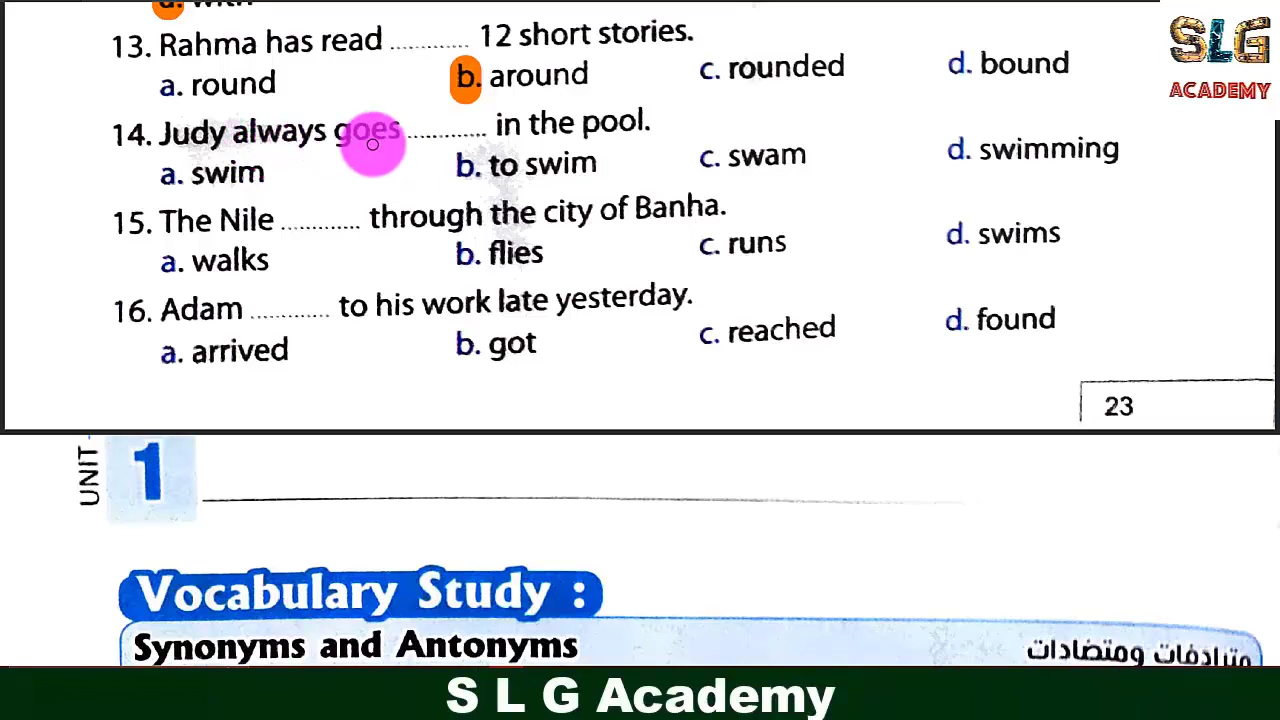 d. with
13. Rahma has read ............ 12 short stories.
a. round b. around c. rounded d. bound
14. Judy always goes ............ in the pool.
a. swim b. to swim c. swam d. swimming
15. The Nile ............ through the city of Banha.
a. walks b. flies c. runs d. swims
16. Adam ............ to his work late yesterday.
a. arrived b. got c. reached d. found
23
SLG
ACADEMY
UNIT
1
Vocabulary Study :
Synonyms and Antonyms مترادفات ومتضادات
S L G Academy